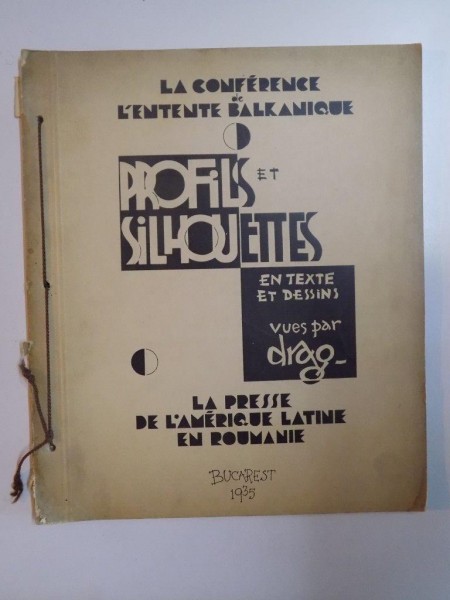 LA CONFÉRENCE
de
L'ENTENTE BALKANIQUE
PROFILS ET
SILHOUETTES
EN TEXTE
ET DESSINS
vues par
drag_
LA PRESSE
DE L'AMÉRIQUE LATINE
EN ROUMANIE
BUCAREST
1935